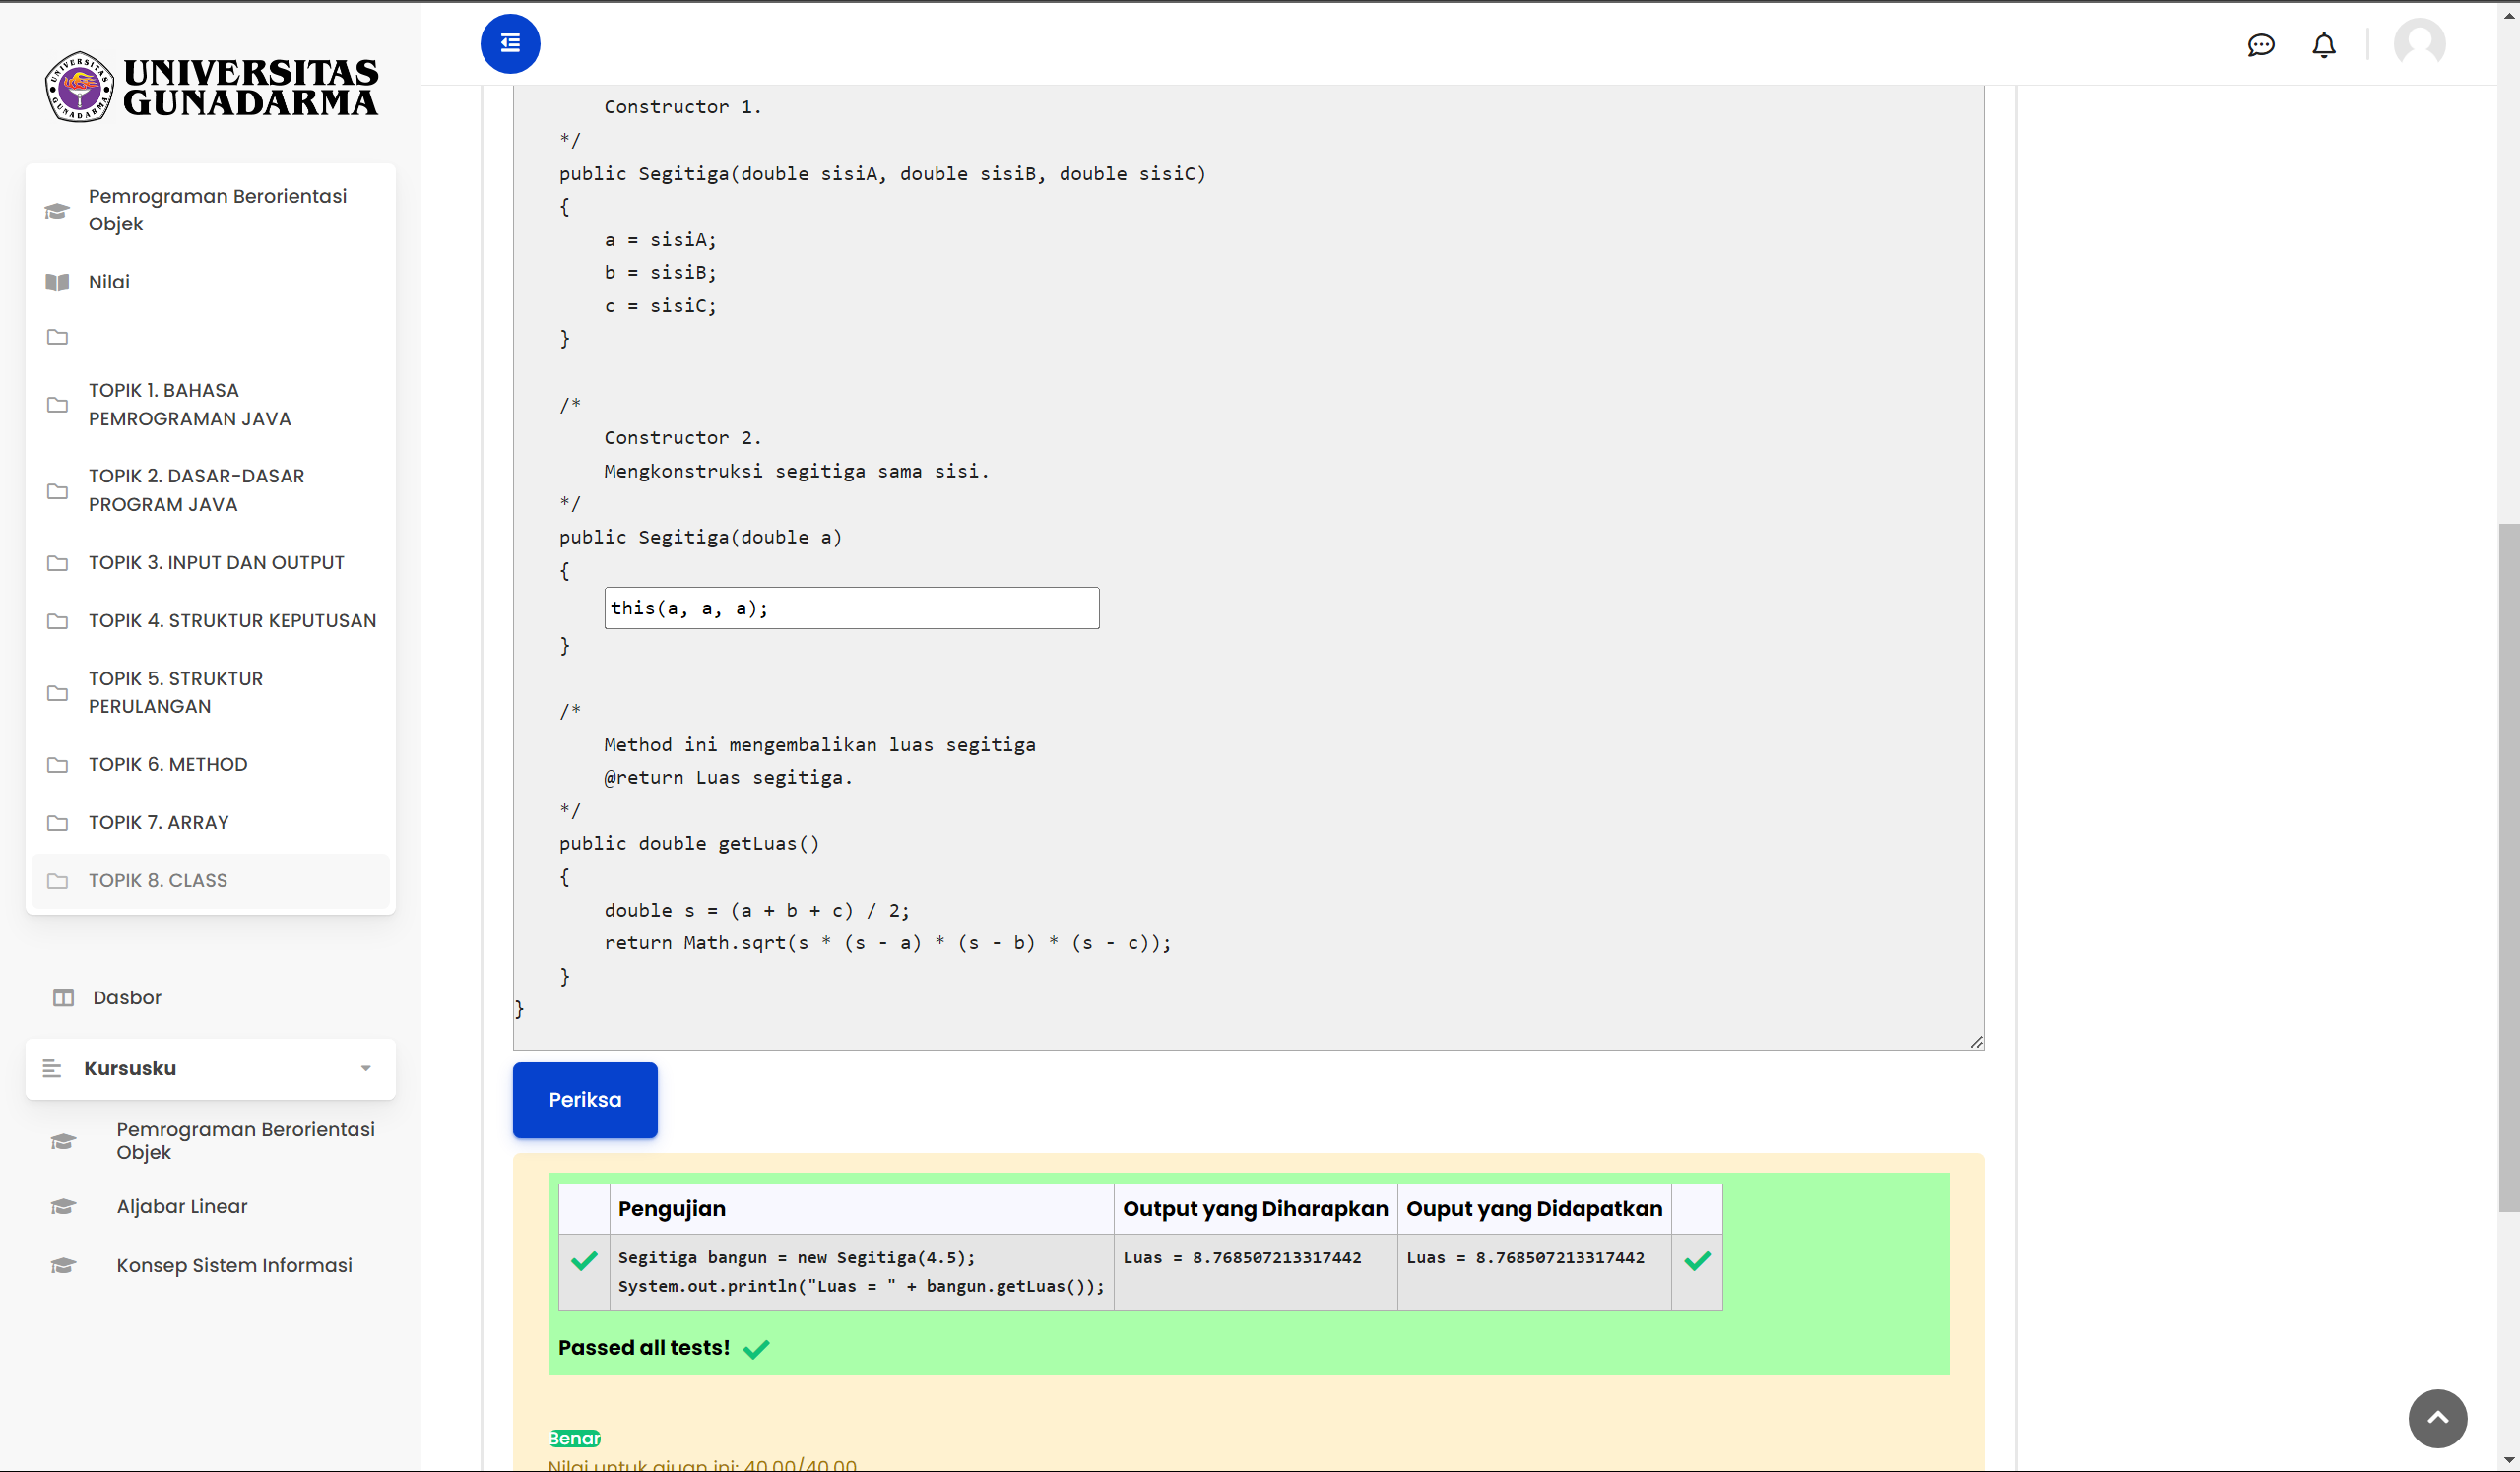 UNIVERSITAS
GUNADARMA
Pemrograman Berorientasi
Objek
Nilai
TOPIK 1. BAHASA
PEMROGRAMAN JAVA
TOPIK 2. DASAR-DASAR
PROGRAM JAVA
TOPIK 3. INPUT DAN OUTPUT
TOPIK 4. STRUKTUR KEPUTUSAN
TOPIK 5. STRUKTUR
PERULANGAN
TOPIK 6. METHOD
TOPIK 7. ARRAY
TOPIK 8. CLASS
Dasbor
Kursusku
Pemrograman Berorientasi
Objek
Aljabar Linear
Konsep Sistem Informasi
Constructor 1.
*/
public Segitiga(double sisiA, double sisiB, double sisiC)
{
a = sisiA;
b = sisiB;
c = sisiC;
}
/*
Constructor 2.
Mengkonstruksi segitiga sama sisi.
*/
public Segitiga(double a)
{
this(a, a, a);
}
/*
Method ini mengembalikan luas segitiga
@return Luas segitiga.
*/
public double getLuas()
{
double s = (a + b + c) / 2;
return Math.sqrt(s * (s - a) * (s - b) * (s - c));
}
}
Periksa
Pengujian Output yang Diharapkan Ouput yang Didapatkan
Segitiga bangun = new Segitiga(4.5); Luas = 8.768507213317442 Luas = 8.768507213317442
System.out.println("Luas = " + bangun.getLuas());
Passed all tests!
Benar
Nilai untuk ajuan ini: 40,00/40,00